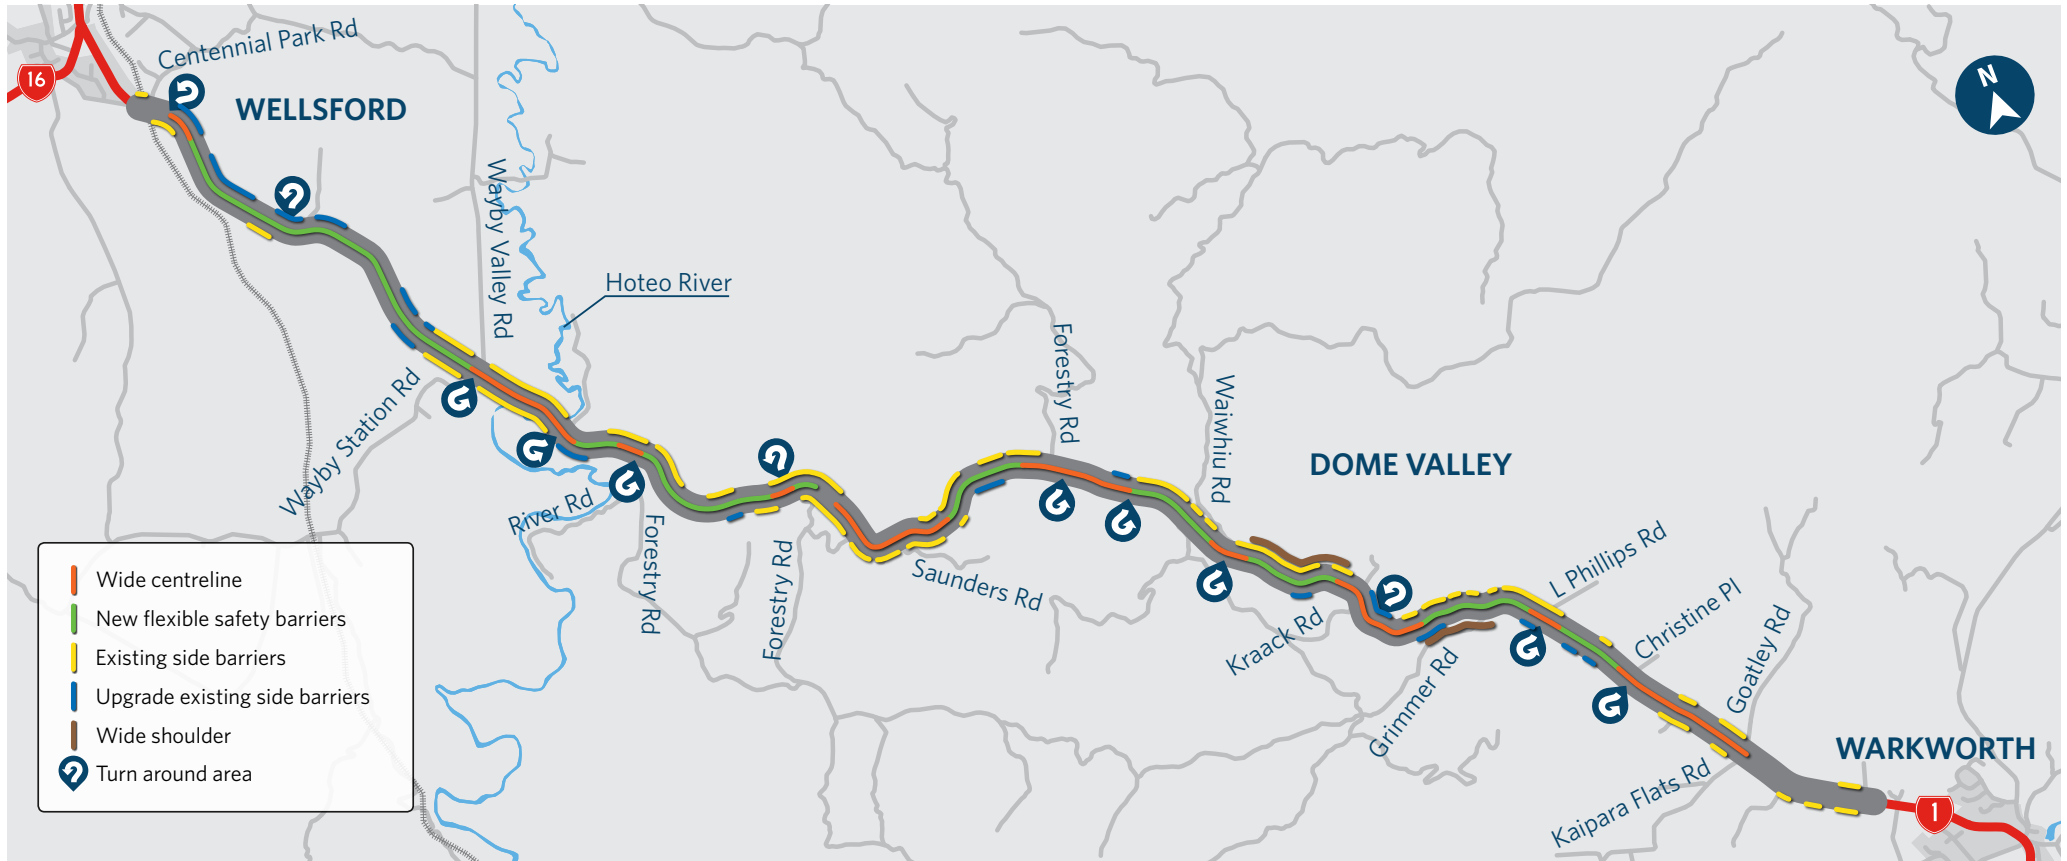 Centennial Park Rd
16
WELLSFORD
N
Wayby Valley Rd
Hoteo River
Wayby Station Rd
River Rd
Forestry Rd
Forestry Rd
Saunders Rd
Forestry Rd
Waiwhiu Rd
DOME VALLEY
Kraack Rd
Grimmer Rd
L Phillips Rd
Christine Pl
Goatley Rd
Kaipara Flats Rd
WARKWORTH
1
Wide centreline
New flexible safety barriers
Existing side barriers
Upgrade existing side barriers
Wide shoulder
Turn around area